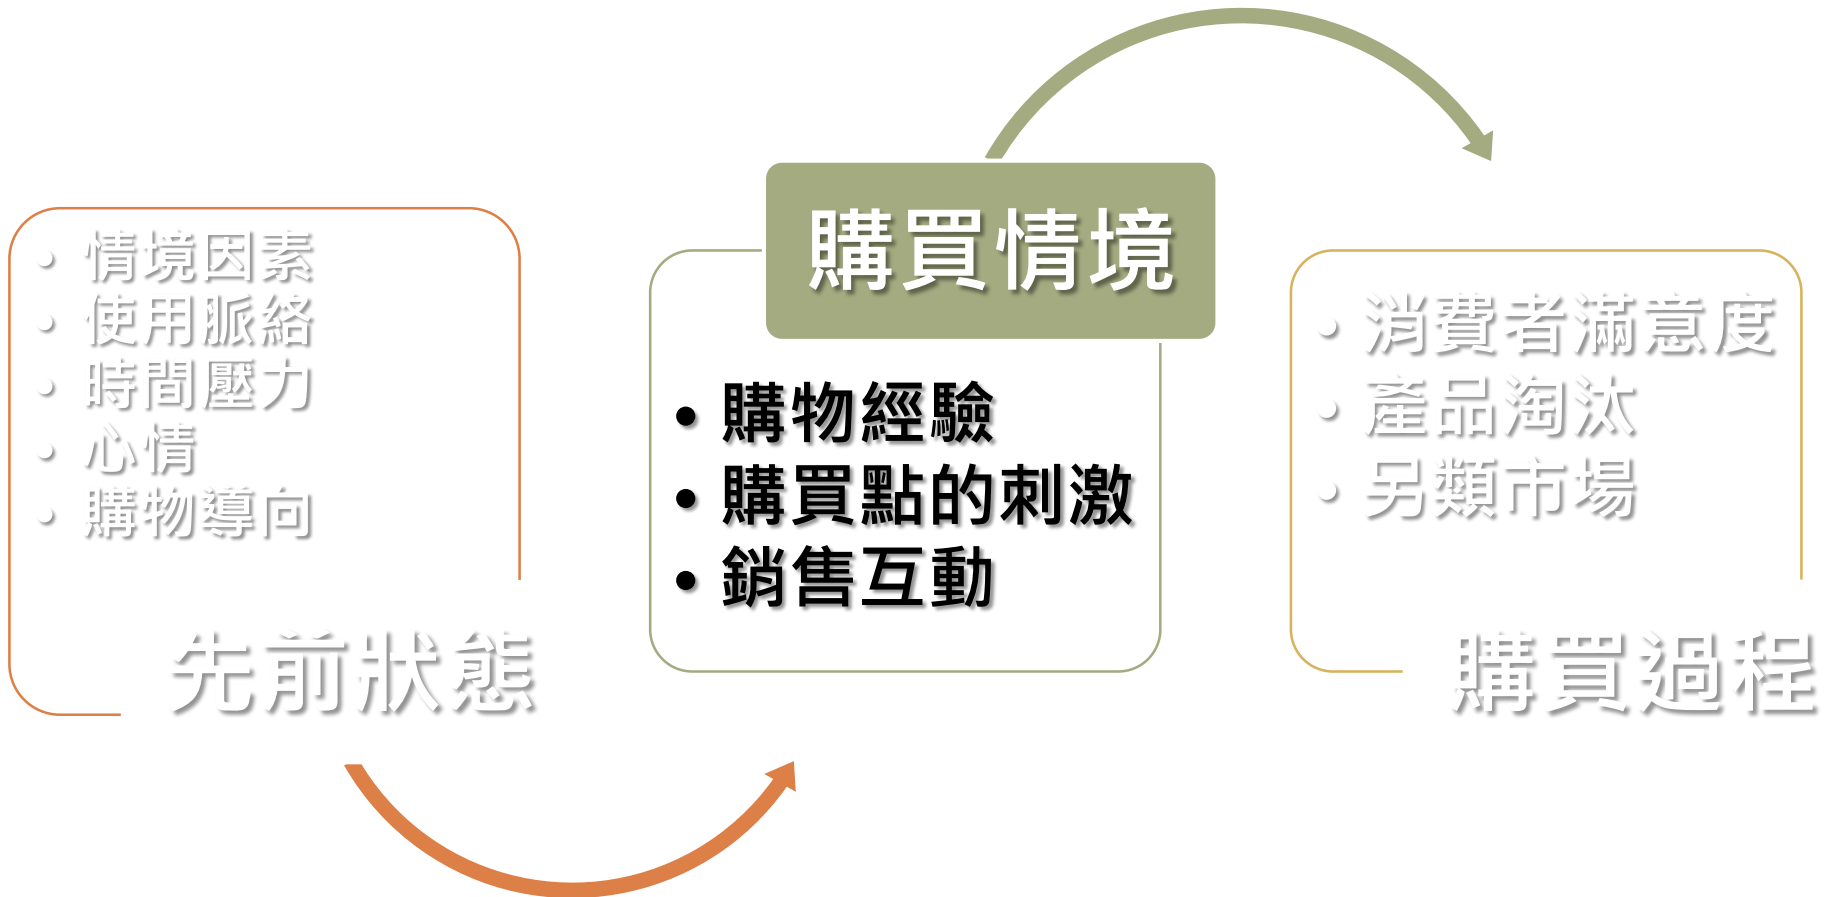 • 情境因素
• 使用脈絡
• 時間壓力
• 心情
• 購物導向
先前狀態
購買情境
• 購物經驗
• 購買點的刺激
• 銷售互動
• 消費者滿意度
• 產品淘汰
• 另類市場
購買過程